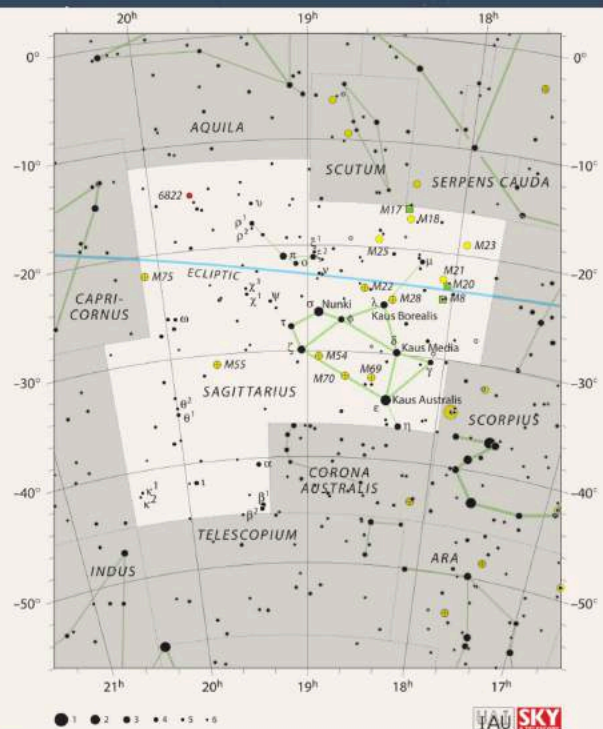 20h 19h 18h
0° 0°
AQUILA
SCUTUM
-10° -10°
SERPENS CAUDA
6822
υ
M17
M18
ρ¹
ρ²
M25
M23
ξ¹
ξ²
π
ο
μ
M21
-20° -20°
ECLIPTIC
ν
M20
M75
M22
M28
M8
χ³
χ¹
ψ
CAPRI-
CORNUS
ω
σ Nunki
λ
Kaus Borealis
τ
φ
δ
Kaus Media
ζ
M54
γ
-30° -30°
M55
M70
M69
SAGITTARIUS
Kaus Australis
ε
SCORPIUS
θ²
θ¹
η
α
CORONA
AUSTRALIS
-40° -40°
κ¹
κ²
ι
β¹
β²
TELESCOPIUM
ARA
INDUS
-50° -50°
21h 20h 19h 18h 17h
1 2 3 4 5 6
IAU SKY